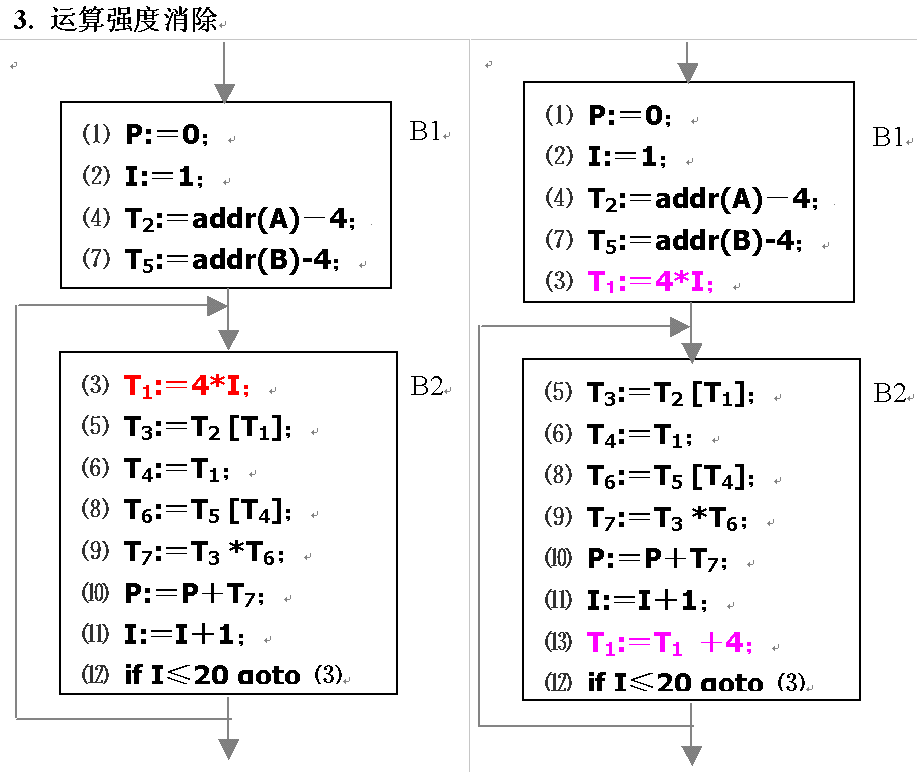 3. 运算强度消除
B1
⑴ P:=0;
⑵ I:=1;
⑷ T₂:=addr(A)－4;
⑺ T₅:=addr(B)-4;
B2
⑶ T₁:=4*I;
⑸ T₃:=T₂ [T₁];
⑹ T₄:=T₁;
⑻ T₆:=T₅ [T₄];
⑼ T₇:=T₃ *T₆;
⑽ P:=P+T₇;
⑾ I:=I+1;
⑿ if I≤20 goto (3)
B1
⑴ P:=0;
⑵ I:=1;
⑷ T₂:=addr(A)－4;
⑺ T₅:=addr(B)-4;
⑶ T₁:=4*I;
B2
⑸ T₃:=T₂ [T₁];
⑹ T₄:=T₁;
⑻ T₆:=T₅ [T₄];
⑼ T₇:=T₃ *T₆;
⑽ P:=P+T₇;
⑾ I:=I+1;
⒀ T₁:=T₁ +4;
⑿ if I≤20 goto (3)